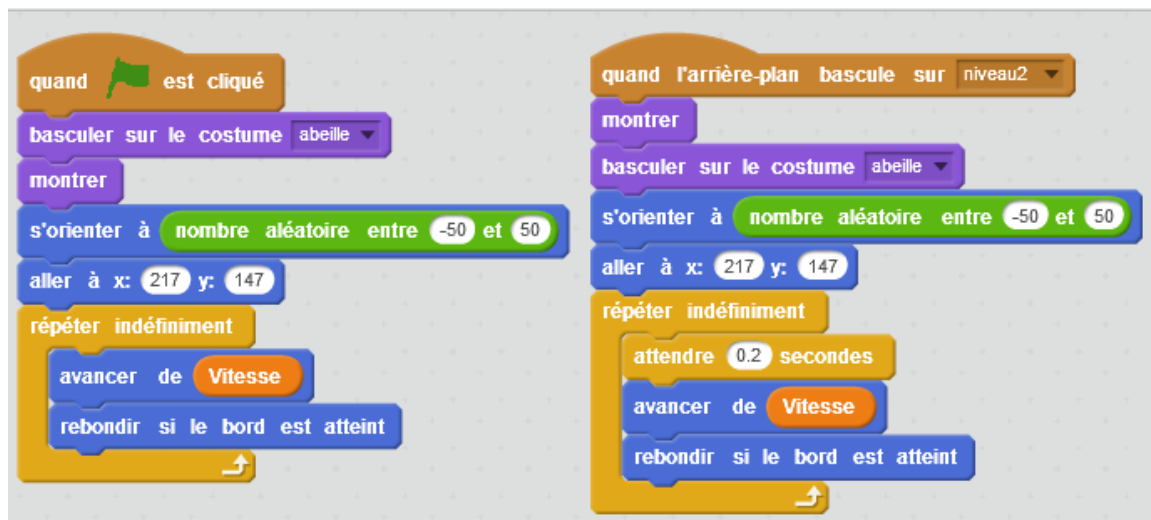 quand est cliqué
basculer sur le costume abeille
montrer
s'orienter à nombre aléatoire entre -50 et 50
aller à x: 217 y: 147
répéter indéfiniment
avancer de Vitesse
rebondir si le bord est atteint
quand l'arrière-plan bascule sur niveau2
montrer
basculer sur le costume abeille
s'orienter à nombre aléatoire entre -50 et 50
aller à x: 217 y: 147
répéter indéfiniment
attendre 0.2 secondes
avancer de Vitesse
rebondir si le bord est atteint